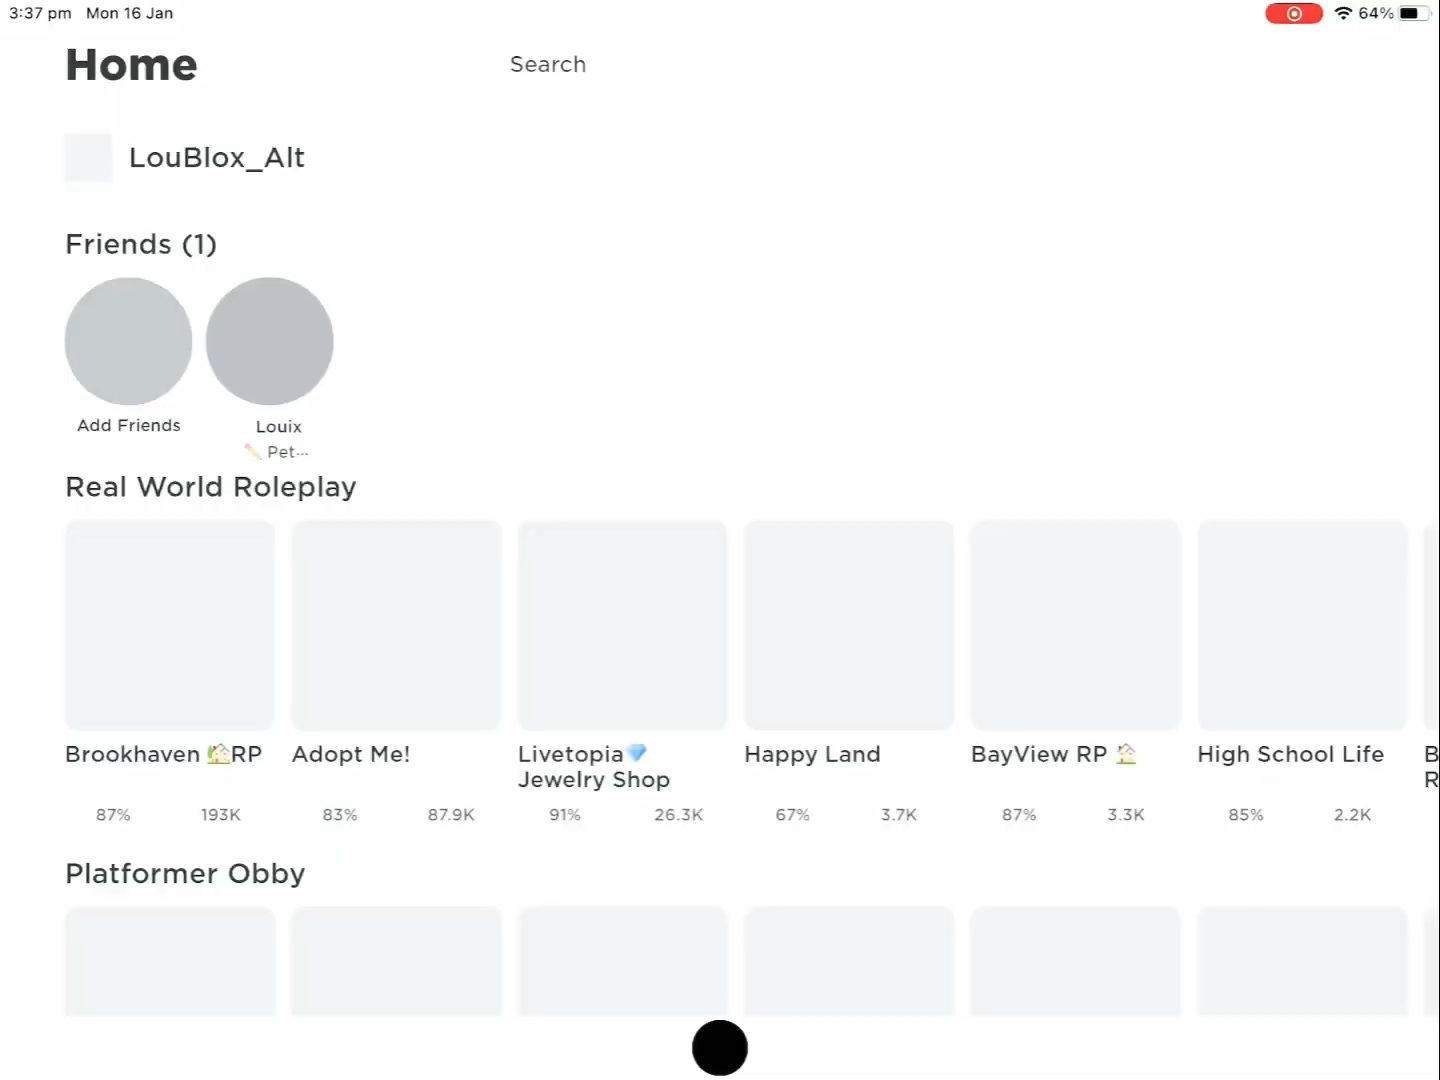 3:37 pm Mon 16 Jan
64%
Home
Search
LouBlox_Alt
Friends (1)
Add Friends
Louix
✏️ Pet...
Real World Roleplay
Brookhaven 🏡RP
Adopt Me!
Livetopia💎
Jewelry Shop
Happy Land
BayView RP 🏠
High School Life
B
R
87% 193K
83% 87.9K
91% 26.3K
67% 3.7K
87% 3.3K
85% 2.2K
Platformer Obby